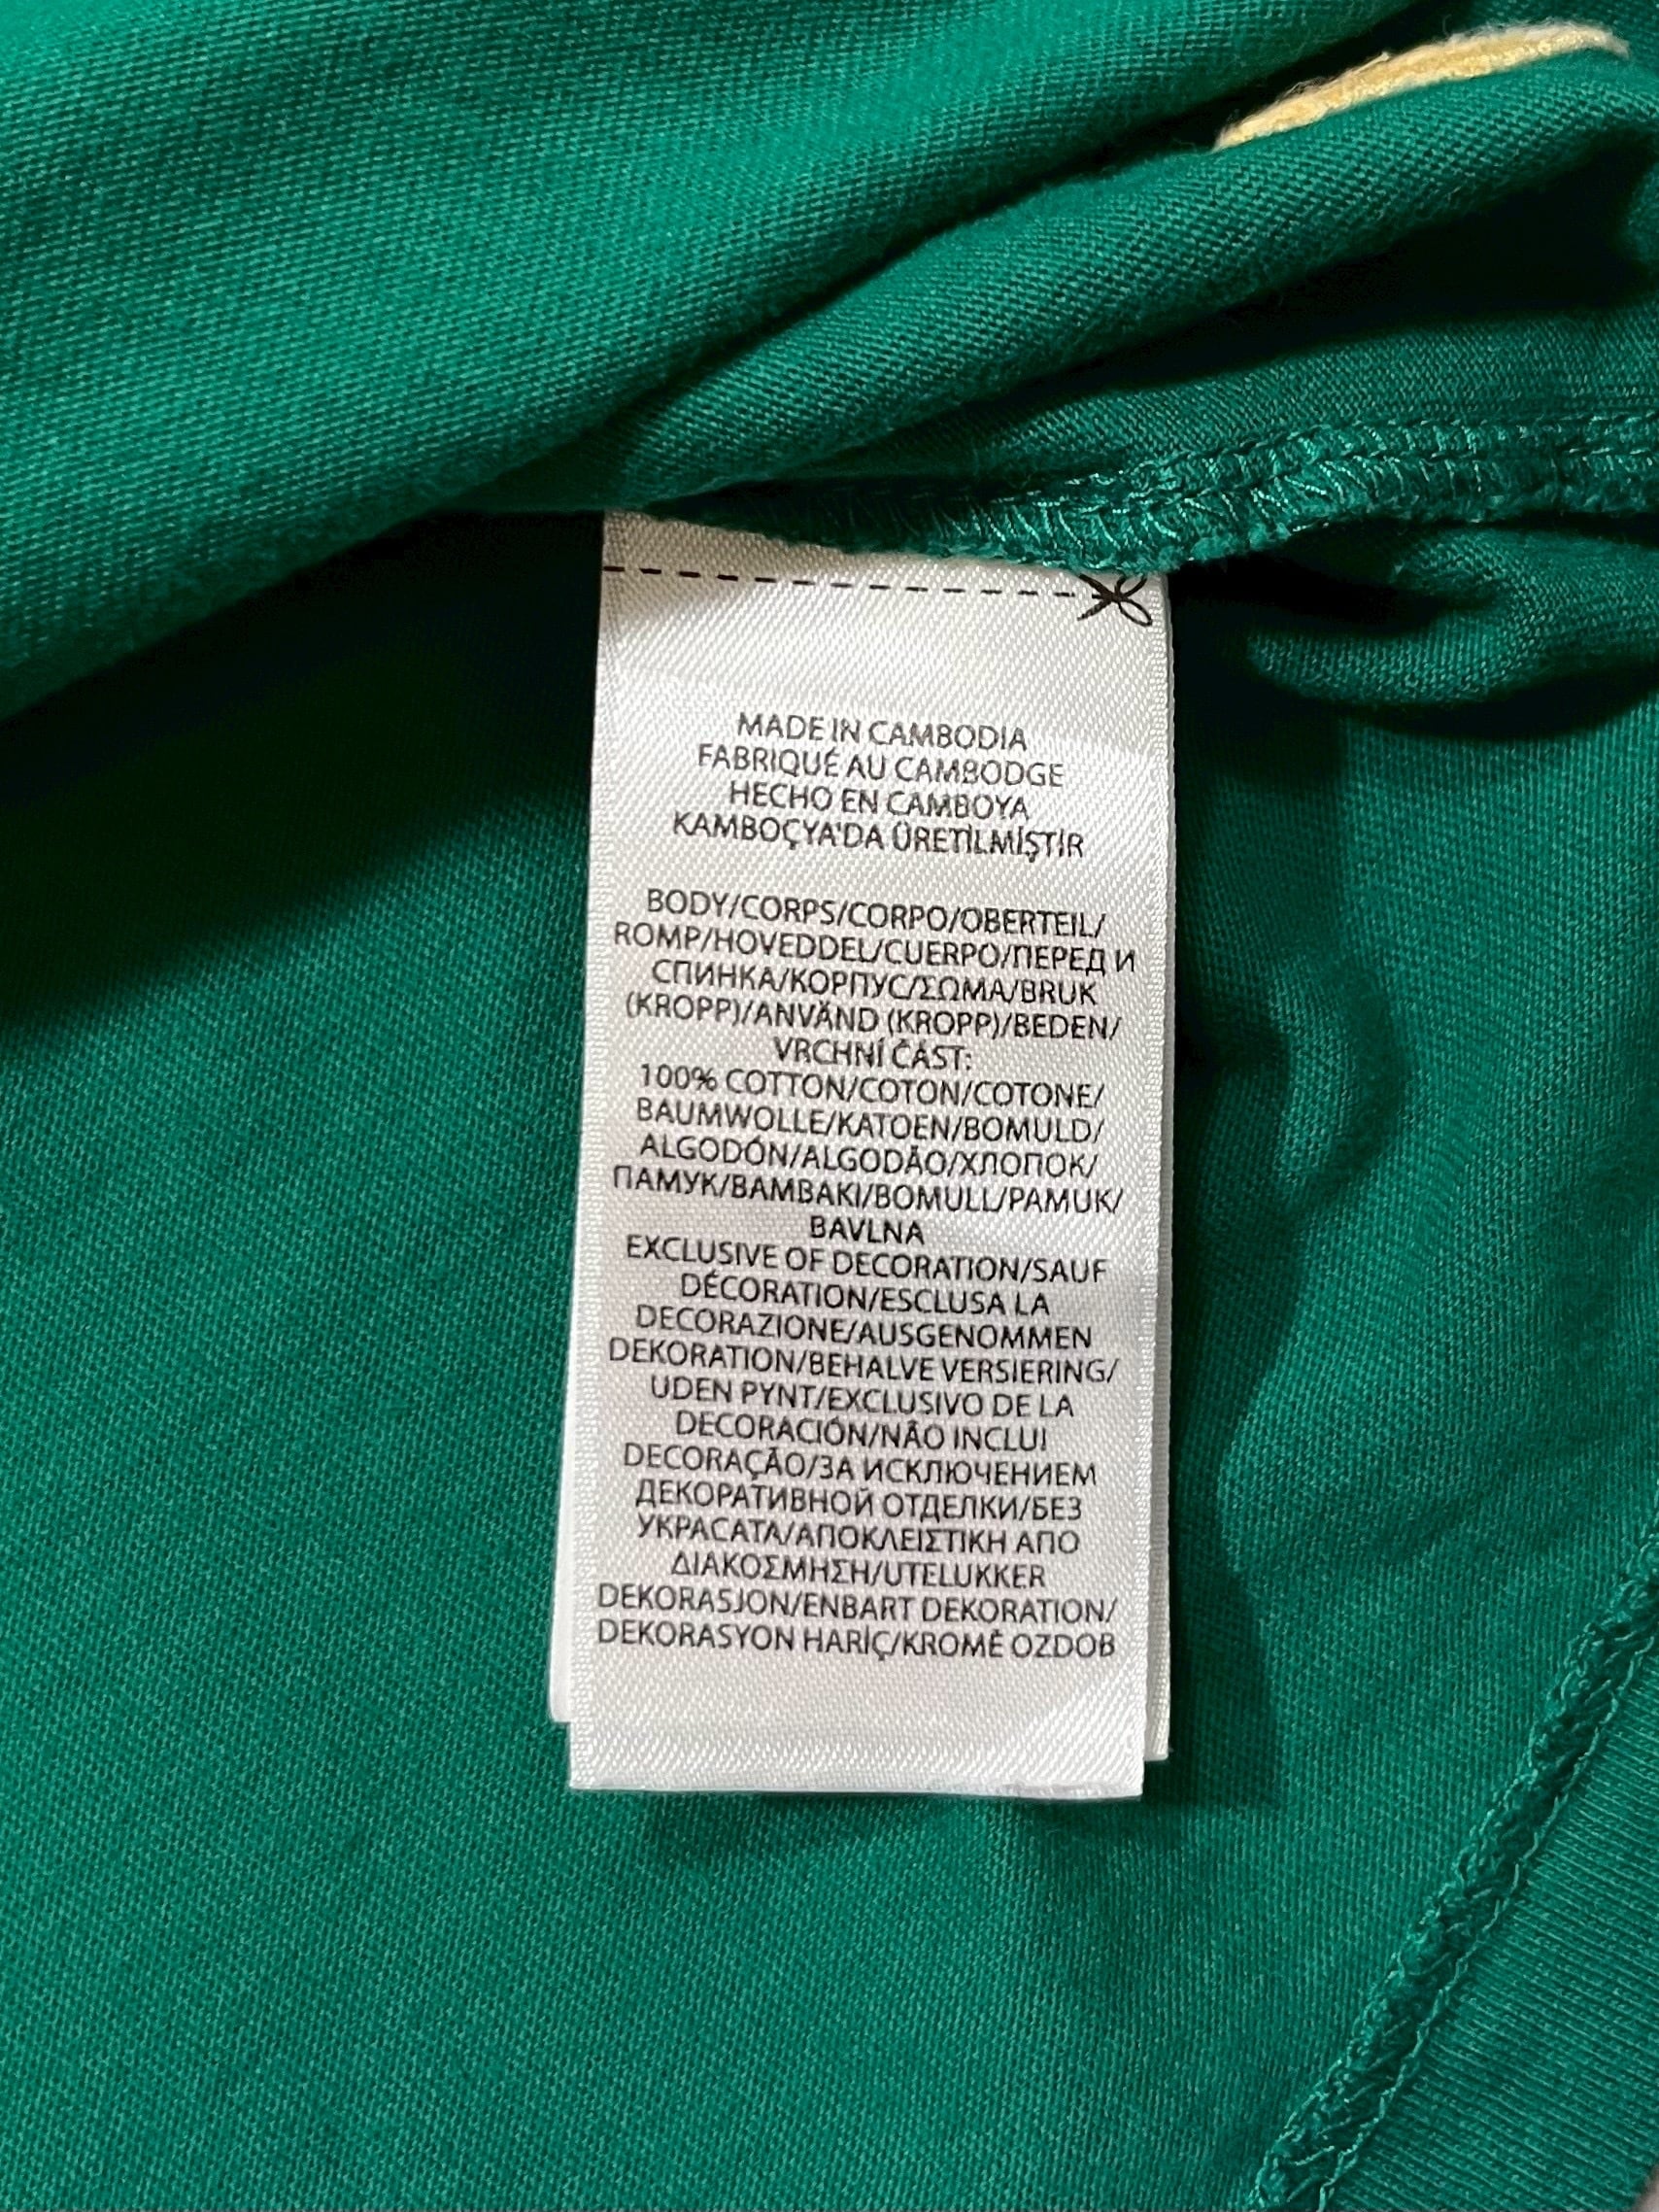 MADE IN CAMBODIA
FABRIQUÉ AU CAMBODGE
HECHO EN CAMBOYA
KAMBOÇYA'DA ÜRETİLMİŞTİR
BODY/CORPS/CORPO/OBERTEIL/
ROMP/HOVEDDEL/CUERPO/ПЕРЕД И
СПИНКА/КОРПУС/ΣΩΜΑ/BRUK
(KROPP)/ANVÄND (KROPP)/BEDEN/
VRCHNÍ ČÁST:
100% COTTON/COTON/COTONE/
BAUMWOLLE/KATOEN/BOMULD/
ALGODÓN/ALGODÃO/ХЛОПОК/
ПАМУК/BAMBAKI/BOMULL/PAMUK/
BAVLNA
EXCLUSIVE OF DECORATION/SAUF
DÉCORATION/ESCLUSA LA
DECORAZIONE/AUSGENOMMEN
DEKORATION/BEHALVE VERSIERING/
UDEN PYNT/EXCLUSIVO DE LA
DECORACIÓN/NÃO INCLUI
DECORAÇÃO/ЗА ИСКЛЮЧЕНИЕМ
ДЕКОРАТИВНОЙ ОТДЕЛКИ/БЕЗ
УКРАСАТА/ΑΠΟΚΛΕΙΣΤΙΚΗ ΑΠΟ
ΔΙΑΚΟΣΜΗΣΗ/UTELUKKER
DEKORASJON/ENBART DEKORATION/
DEKORASYON HARİÇ/KROMĚ OZDOB